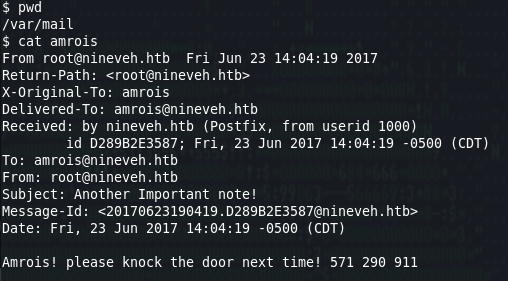 $ pwd
/var/mail
$ cat amrois
From root@nineveh.htb  Fri Jun 23 14:04:19 2017
Return-Path: <root@nineveh.htb>
X-Original-To: amrois
Delivered-To: amrois@nineveh.htb
Received: by nineveh.htb (Postfix, from userid 1000)
        id D289B2E3587; Fri, 23 Jun 2017 14:04:19 -0500 (CDT)
To: amrois@nineveh.htb
From: root@nineveh.htb
Subject: Another Important note!
Message-Id: <20170623190419.D289B2E3587@nineveh.htb>
Date: Fri, 23 Jun 2017 14:04:19 -0500 (CDT)

Amrois! please knock the door next time! 571 290 911